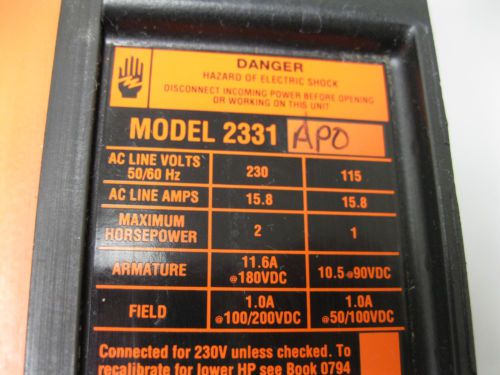 DANGER
HAZARD OF ELECTRIC SHOCK
DISCONNECT INCOMING POWER BEFORE OPENING
OR WORKING ON THIS UNIT
MODEL 2331 APO
AC LINE VOLTS 50/60 Hz 230 115
AC LINE AMPS 15.8 15.8
MAXIMUM HORSEPOWER 2 1
ARMATURE 11.6A @180VDC 10.5@90VDC
FIELD 1.0A @100/200VDC 1.0A @50/100VDC
Connected for 230V unless checked. To
recalibrate for lower HP see Book 0794